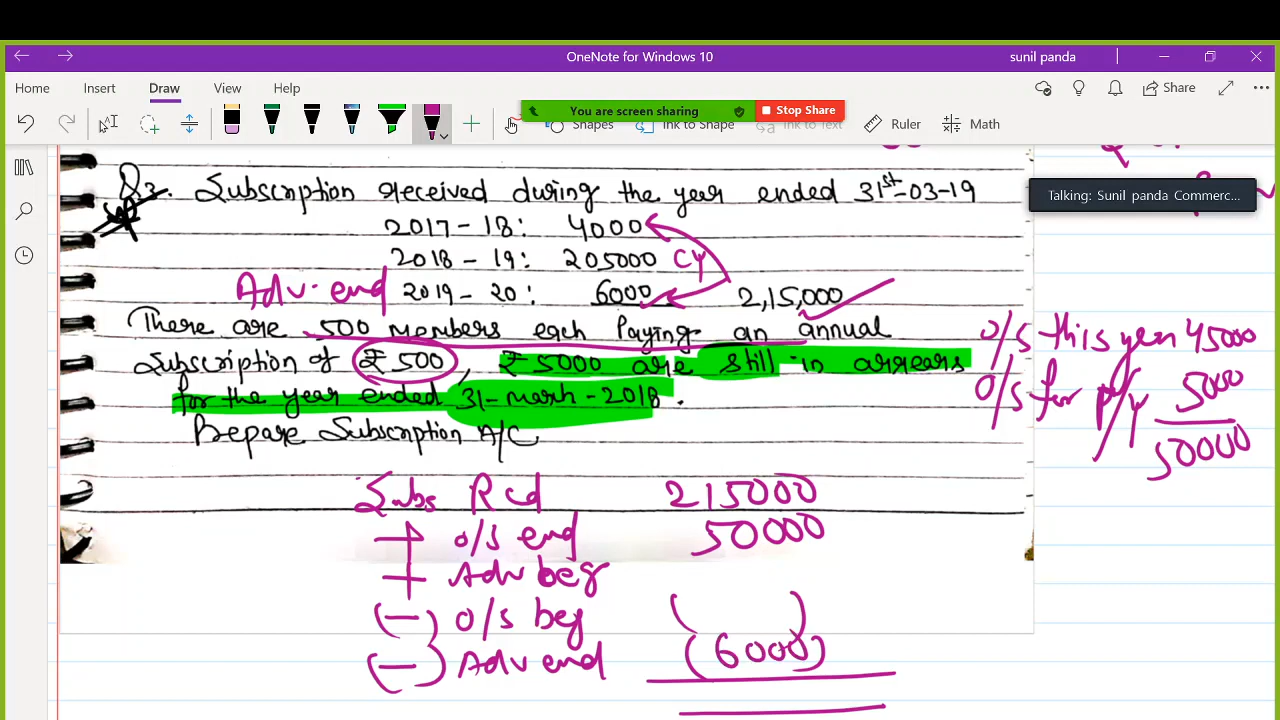 OneNote for Windows 10
sunil panda
Home Insert Draw View Help
You are screen sharing
Stop Share
Share
Shapes
Ink to Shape
Ink to Text
Ruler
Math
Talking: Sunil panda Commerc...
Q3. Subscription received during the year ended 31st-03-19
2017-18: 4000
2018-19: 205000 CY
Adv. end 2019-20: 6000 2,15,000
There are 500 members each Paying an annual
Subscription of ₹500, ₹5000 are still in arrears
for the year ended 31-march-2018.
Prepare Subscription A/C
O/S this year 45000
O/S for P/Y 5000
50000
Subs Rcd 215000
+ O/S end 50000
+ Adv beg
(-) O/S beg ( )
(-) Adv end (6000)